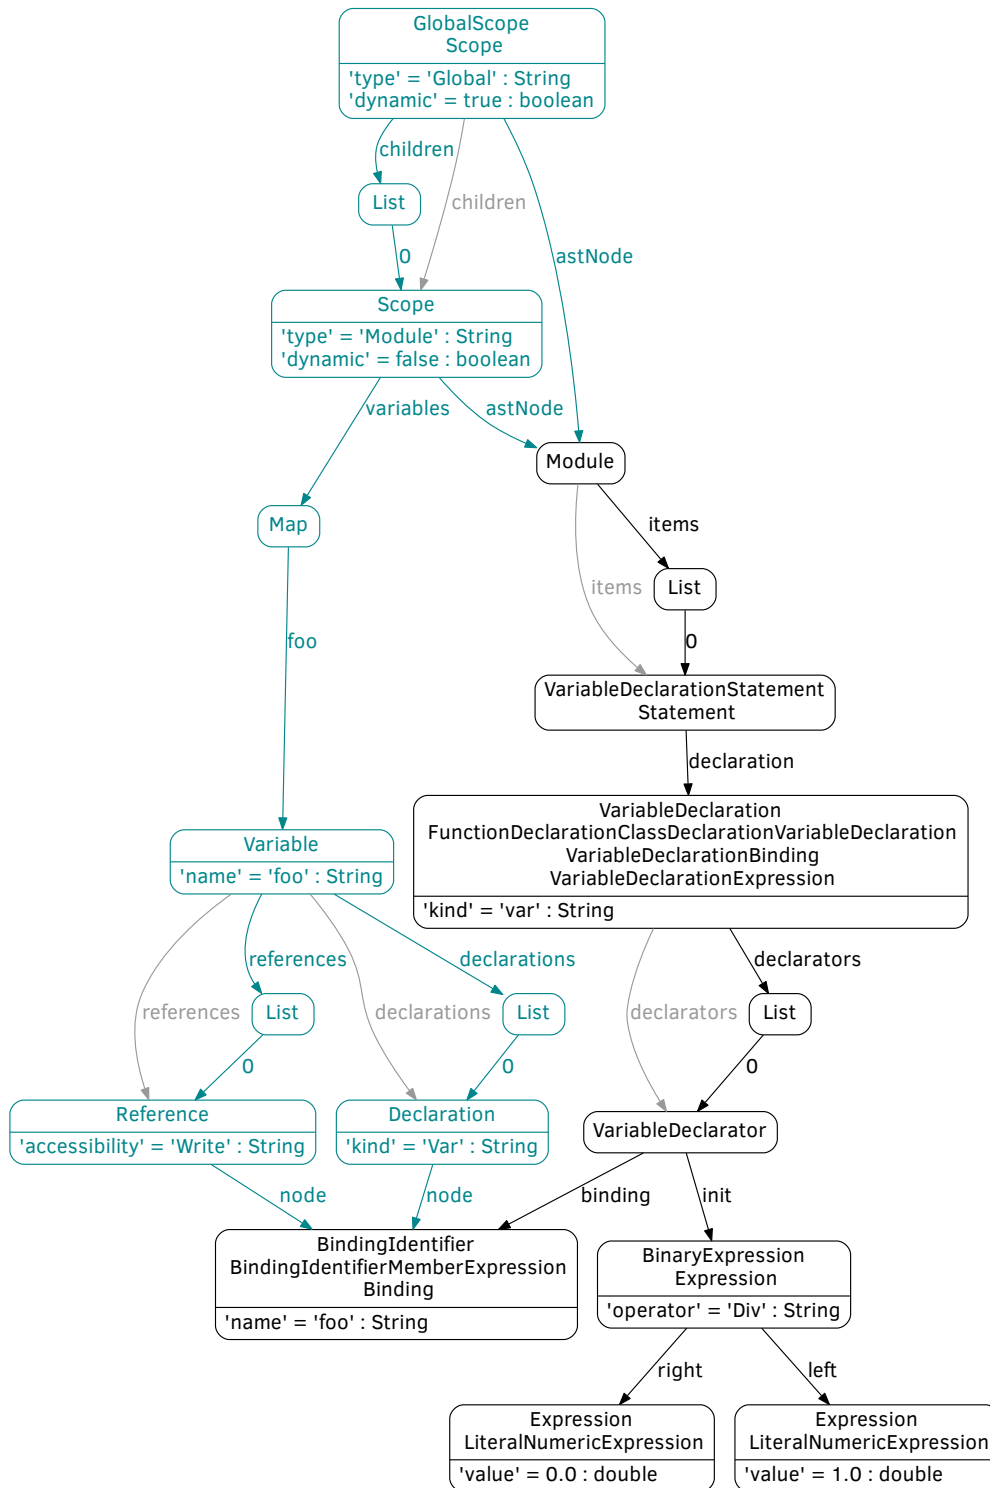 GlobalScope
Scope
'type' = 'Global' : String
'dynamic' = true : boolean
children
List
children
0
astNode
Scope
'type' = 'Module' : String
'dynamic' = false : boolean
variables
astNode
Module
Map
items
items
List
foo
0
VariableDeclarationStatement
Statement
declaration
VariableDeclaration
FunctionDeclarationClassDeclarationVariableDeclaration
VariableDeclarationBinding
VariableDeclarationExpression
'kind' = 'var' : String
Variable
'name' = 'foo' : String
references
declarations
declarators
references
List
declarations
List
declarators
List
0
0
0
Reference
'accessibility' = 'Write' : String
Declaration
'kind' = 'Var' : String
VariableDeclarator
node
node
binding
init
BindingIdentifier
BindingIdentifierMemberExpression
Binding
'name' = 'foo' : String
BinaryExpression
Expression
'operator' = 'Div' : String
right
left
Expression
LiteralNumericExpression
'value' = 0.0 : double
Expression
LiteralNumericExpression
'value' = 1.0 : double